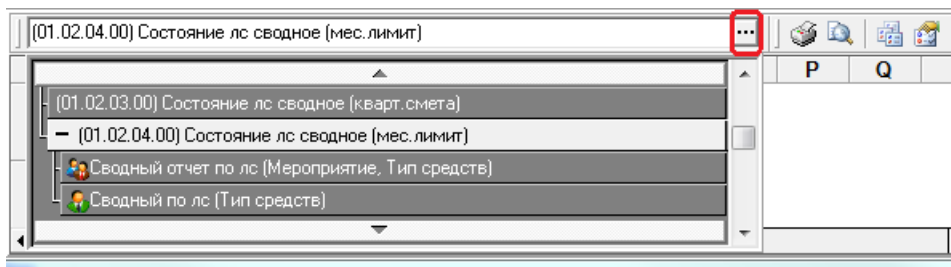 (01.02.04.00) Состояние лс сводное (мес.лимит)
P Q
(01.02.03.00) Состояние лс сводное (кварт.смета)
(01.02.04.00) Состояние лс сводное (мес.лимит)
Сводный отчет по лс (Мероприятие, Тип средств)
Сводный по лс (Тип средств)